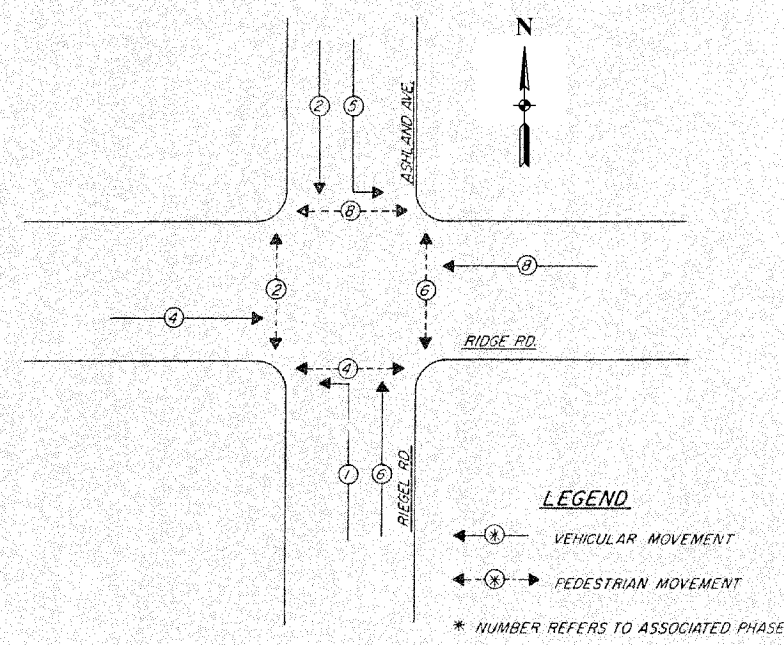 N
2
5
ASHLAND AVE.
8
2
6
8
4
RIDGE RD.
4
1
6
RIEGEL RD.
LEGEND
* VEHICULAR MOVEMENT
* PEDESTRIAN MOVEMENT
* NUMBER REFERS TO ASSOCIATED PHASE